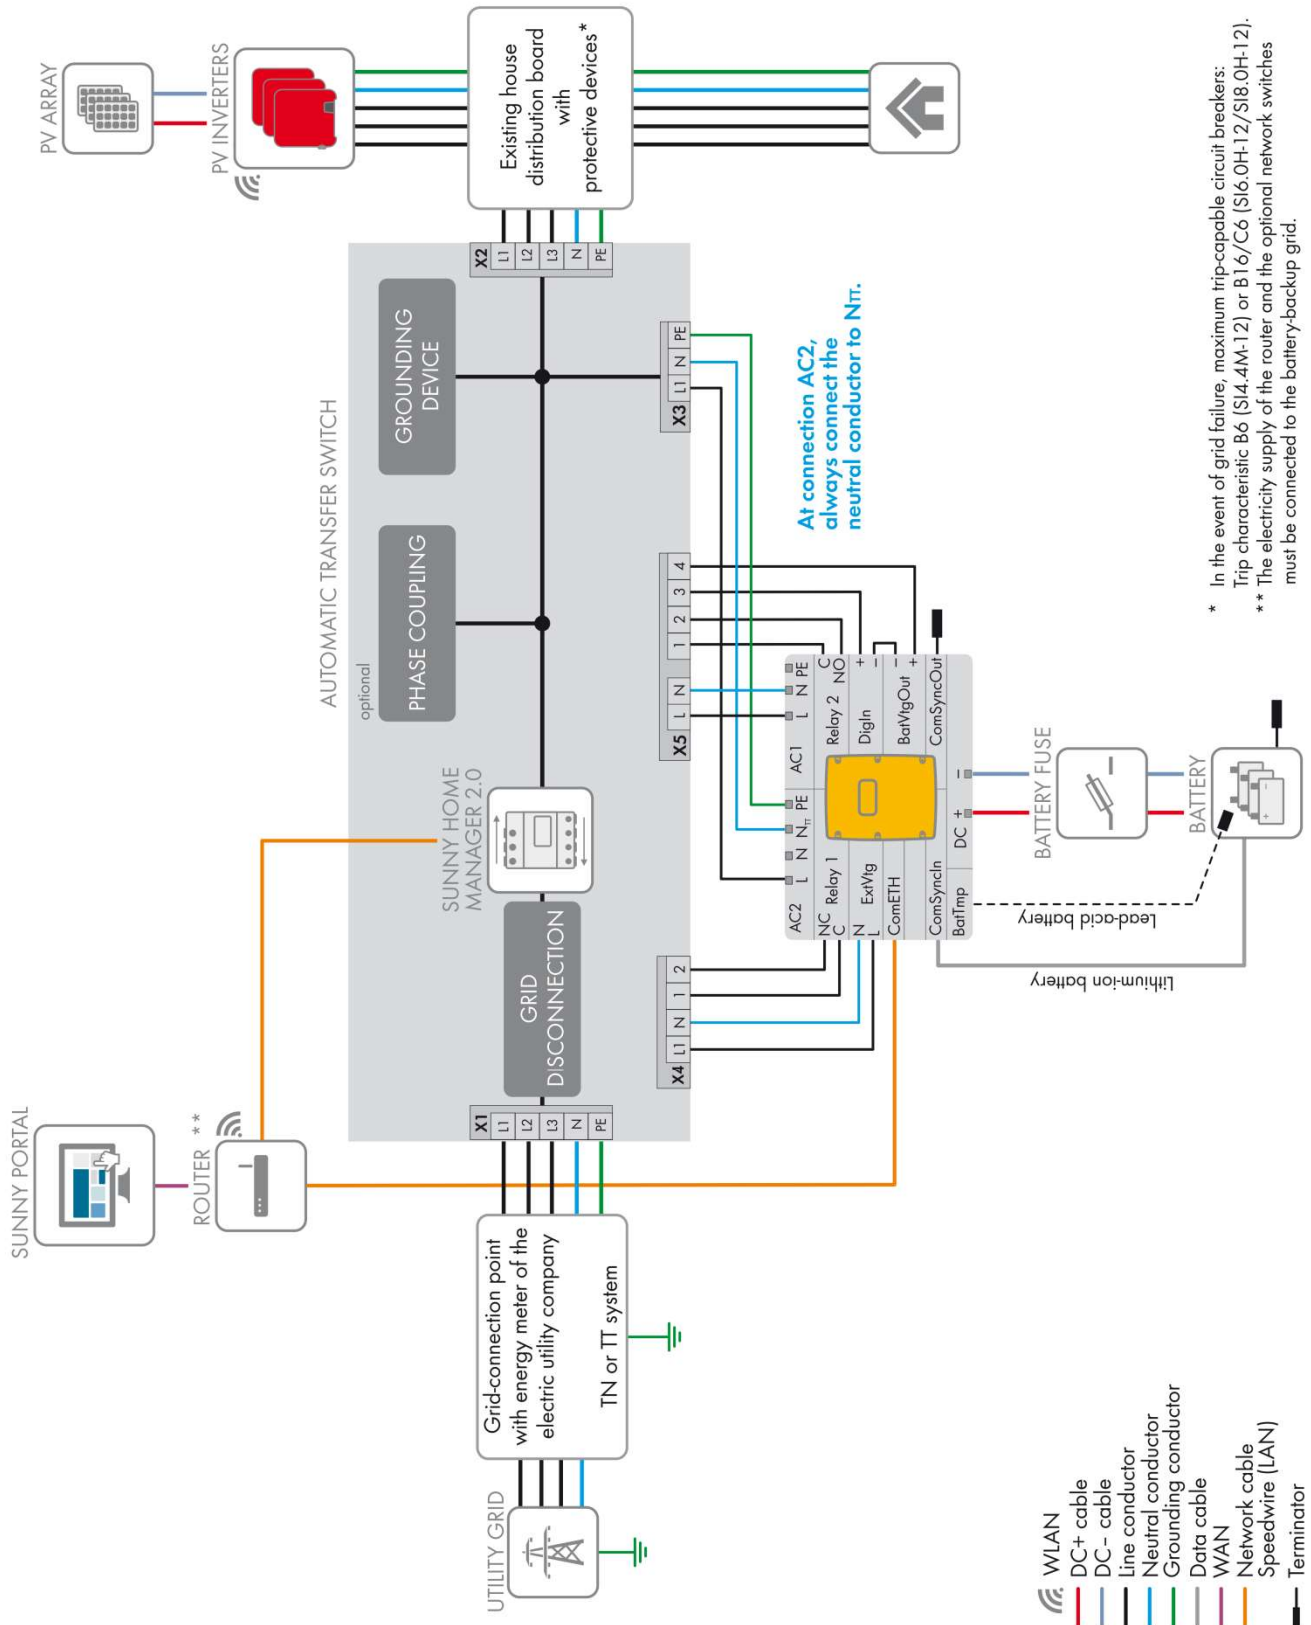 SUNNY PORTAL
ROUTER **
PV ARRAY
PV INVERTERS
AUTOMATIC TRANSFER SWITCH
optional
SUNNY HOME
MANAGER 2.0
PHASE COUPLING
GROUNDING
DEVICE
GRID
DISCONNECTION
UTILITY GRID
Grid-connection point
with energy meter of the
electric utility company
TN or TT system
X1
L1
L2
L3
N
PE
X2
L1
L2
L3
N
PE
Existing house
distribution board
with
protective devices*
X4 L1 N 1 2
X5 L N 1 2 3 4
X3 L1 N PE
At connection AC2,
always connect the
neutral conductor to NTT.
AC2 L N NTT PE AC1 L N PE
NC
C
Relay 1
Relay 2
C
NO
N
L
ExtVtg
DigIn
+
−
ComETH
BatVtgOut
−
+
ComSyncIn
ComSyncOut
BatTmp
DC + −
Lithium-ion battery
Lead-acid battery
BATTERY FUSE
BATTERY
WLAN
DC+ cable
DC− cable
Line conductor
Neutral conductor
Grounding conductor
Data cable
WAN
Network cable
Speedwire (LAN)
Terminator
* In the event of grid failure, maximum trip-capable circuit breakers:
Trip characteristic B6 (SI4.4M-12) or B16/C6 (SI6.0H-12/SI8.0H-12).
** The electricity supply of the router and the optional network switches
must be connected to the battery-backup grid.